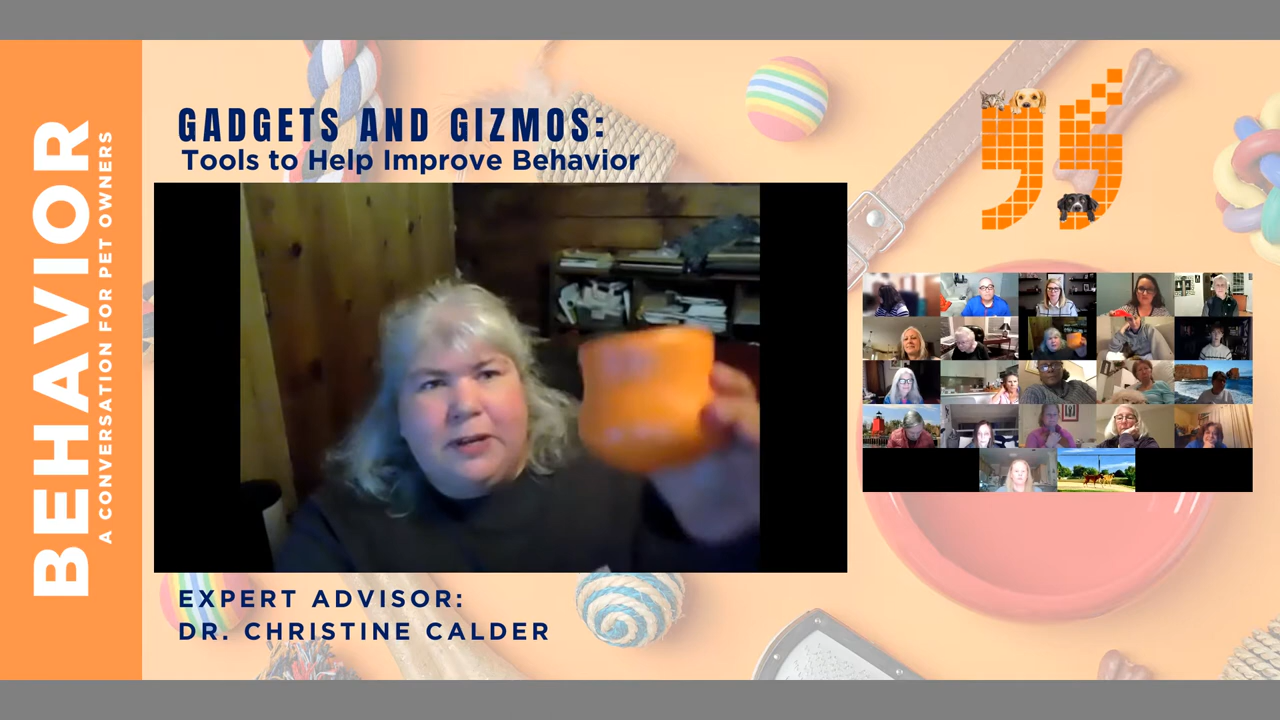 BEHAVIOR
A CONVERSATION FOR PET OWNERS
GADGETS AND GIZMOS:
Tools to Help Improve Behavior
EXPERT ADVISOR:
DR. CHRISTINE CALDER